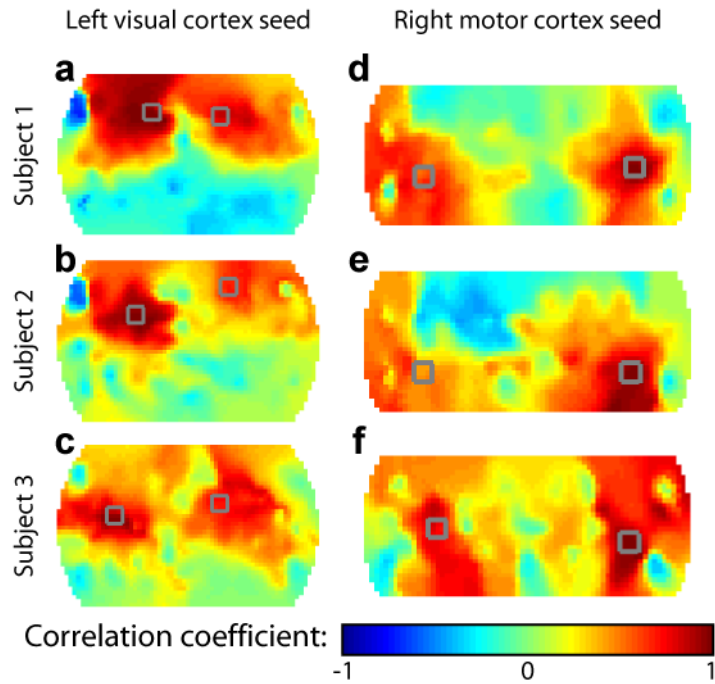 Left visual cortex seed
Right motor cortex seed
a
d
Subject 1
b
e
Subject 2
c
f
Subject 3
Correlation coefficient:
-1
0
1